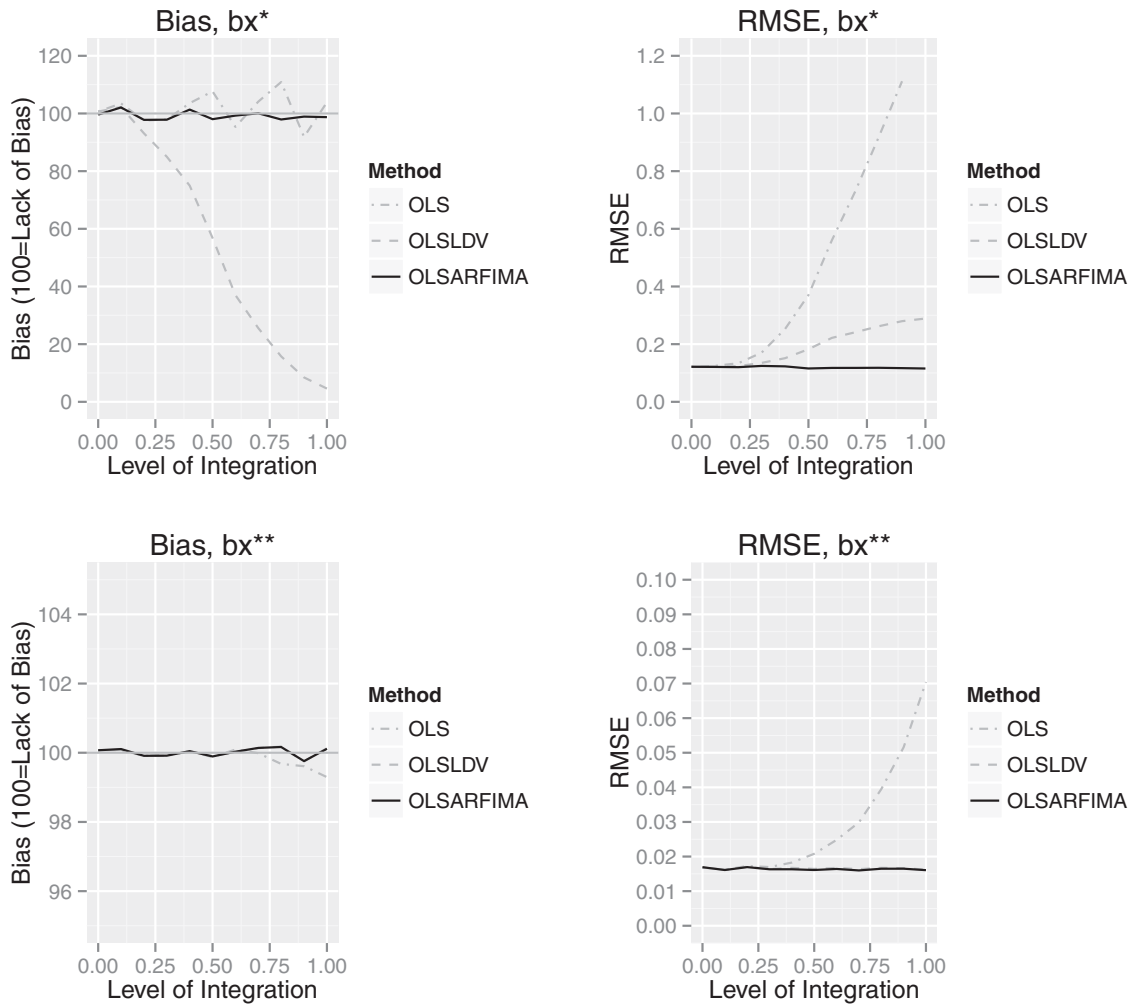 Bias, bx*
120
100
80
60
40
20
0
Bias (100=Lack of Bias)
0.00 0.25 0.50 0.75 1.00
Level of Integration
Method
OLS
OLSLDV
OLSARFIMA
RMSE, bx*
1.2
1.0
0.8
0.6
0.4
0.2
0.0
RMSE
0.00 0.25 0.50 0.75 1.00
Level of Integration
Method
OLS
OLSLDV
OLSARFIMA
Bias, bx**
104
102
100
98
96
Bias (100=Lack of Bias)
0.00 0.25 0.50 0.75 1.00
Level of Integration
Method
OLS
OLSLDV
OLSARFIMA
RMSE, bx**
0.10
0.09
0.08
0.07
0.06
0.05
0.04
0.03
0.02
0.01
0.00
RMSE
0.00 0.25 0.50 0.75 1.00
Level of Integration
Method
OLS
OLSLDV
OLSARFIMA